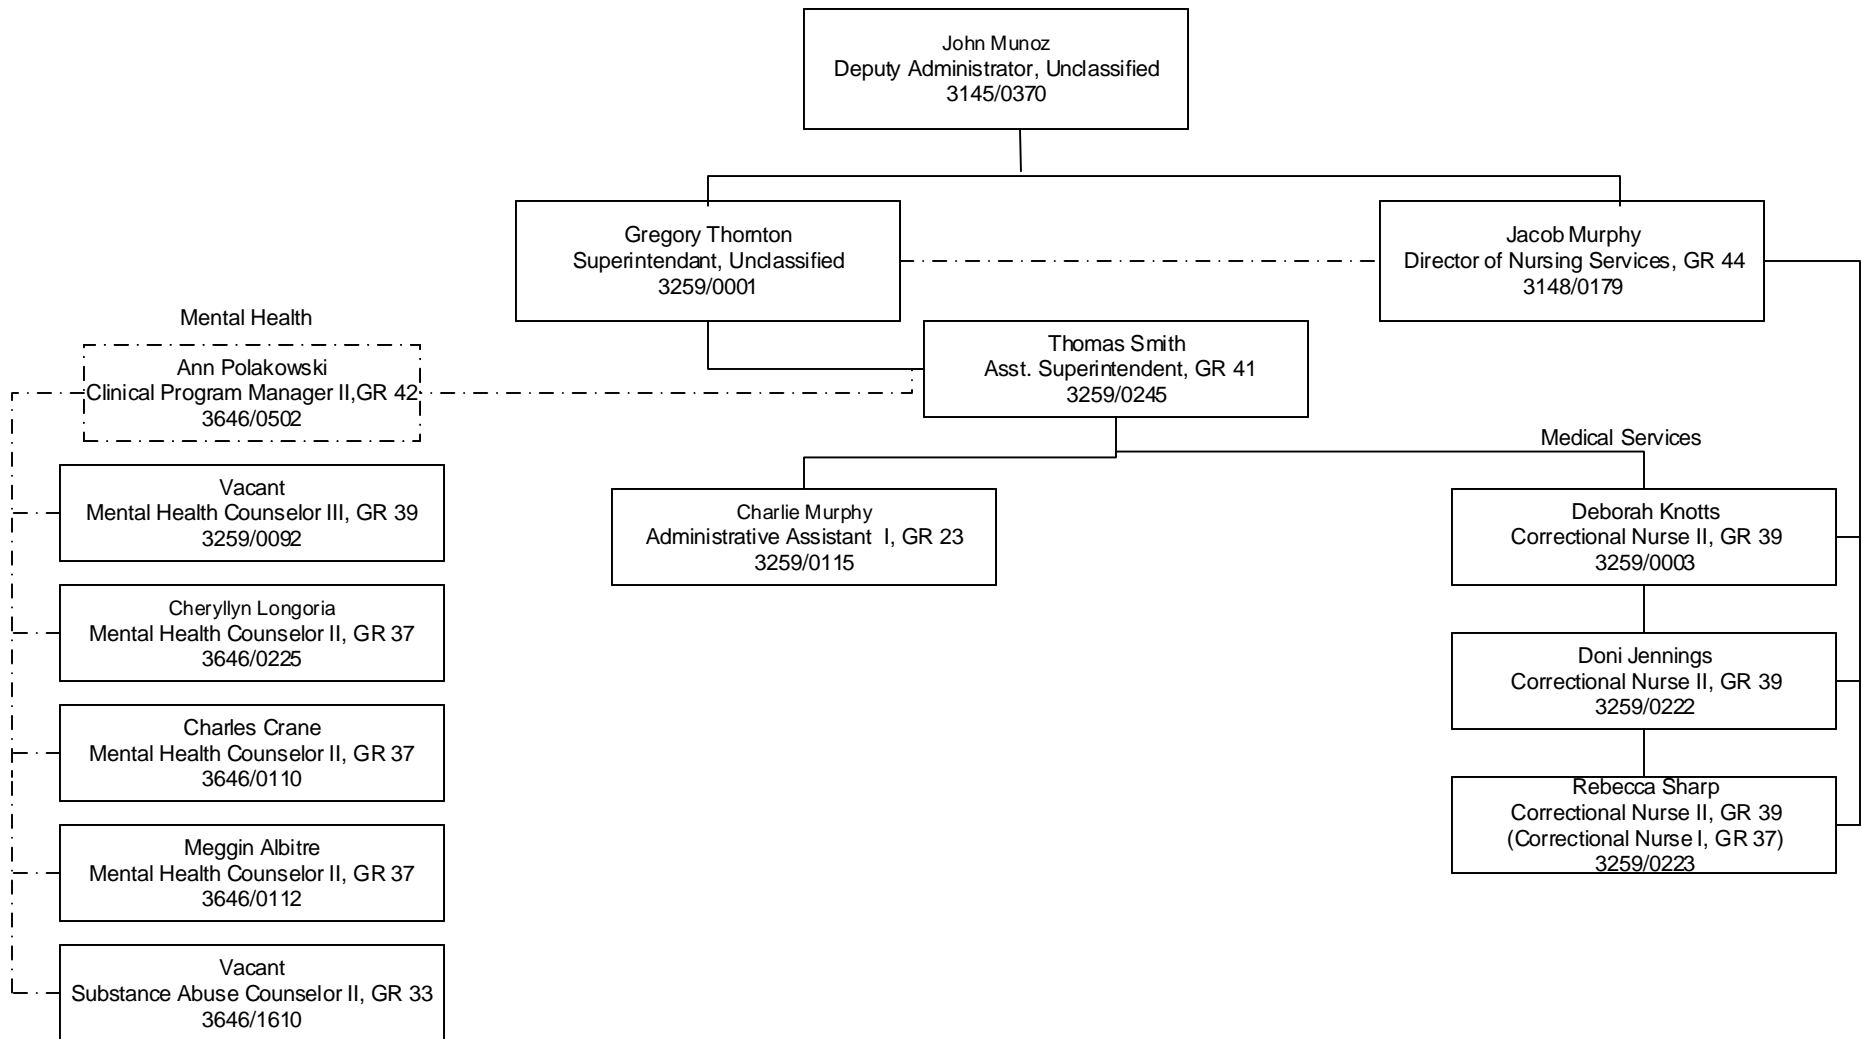 John Munoz
Deputy Administrator, Unclassified
3145/0370
Gregory Thornton
Superintendant, Unclassified
3259/0001
Jacob Murphy
Director of Nursing Services, GR 44
3148/0179
Mental Health
Ann Polakowski
Clinical Program Manager II,GR 42
3646/0502
Thomas Smith
Asst. Superintendent, GR 41
3259/0245
Medical Services
Vacant
Mental Health Counselor III, GR 39
3259/0092
Charlie Murphy
Administrative Assistant I, GR 23
3259/0115
Deborah Knotts
Correctional Nurse II, GR 39
3259/0003
Cheryllyn Longoria
Mental Health Counselor II, GR 37
3646/0225
Doni Jennings
Correctional Nurse II, GR 39
3259/0222
Charles Crane
Mental Health Counselor II, GR 37
3646/0110
Rebecca Sharp
Correctional Nurse II, GR 39
(Correctional Nurse I, GR 37)
3259/0223
Meggin Albitre
Mental Health Counselor II, GR 37
3646/0112
Vacant
Substance Abuse Counselor II, GR 33
3646/1610